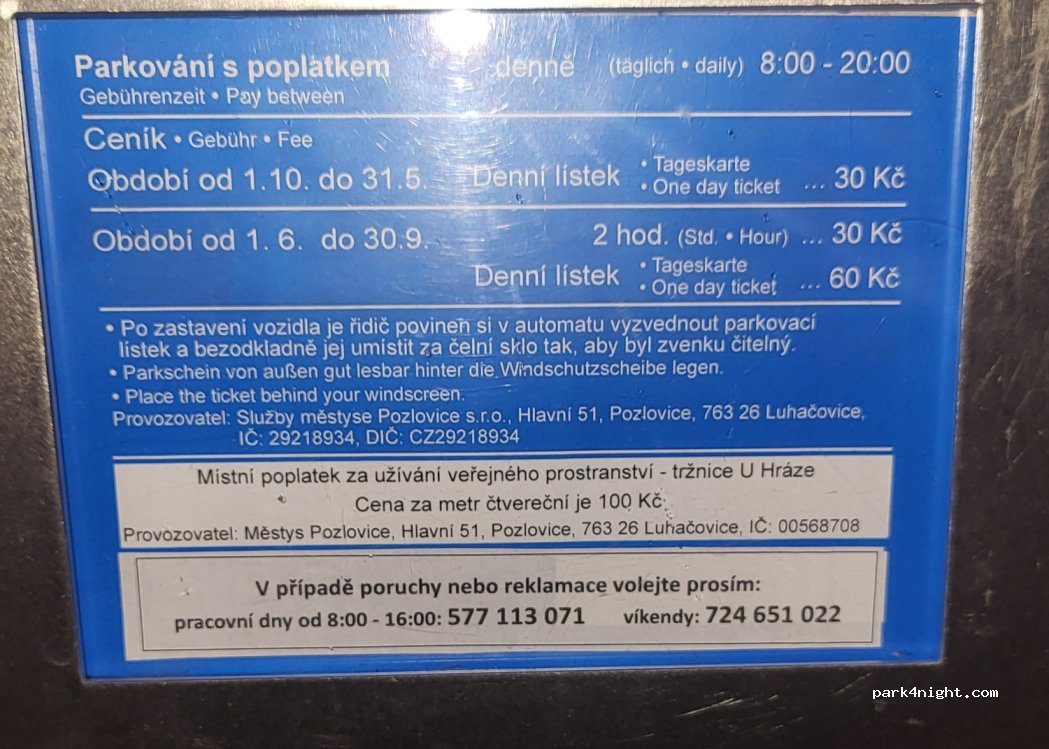 Parkování s poplatkem denně (täglich • daily) 8:00 - 20:00
Gebührenzeit • Pay between
Ceník • Gebühr • Fee
Období od 1.10. do 31.5. Denní lístek • Tageskarte • One day ticket ... 30 Kč
Období od 1. 6. do 30.9. 2 hod. (Std. • Hour) ... 30 Kč
Denní lístek • Tageskarte • One day ticket ... 60 Kč
• Po zastavení vozidla je řidič povinen si v automatu vyzvednout parkovací
lístek a bezodkladně jej umístit za čelní sklo tak, aby byl zvenku čitelný.
• Parkschein von außen gut lesbar hinter die Windschutzscheibe legen.
• Place the ticket behind your windscreen.
Provozovatel: Služby městyse Pozlovice s.r.o., Hlavní 51, Pozlovice, 763 26 Luhačovice,
IČ: 29218934, DIČ: CZ29218934
Místní poplatek za užívání veřejného prostranství - tržnice U Hráze
Cena za metr čtvereční je 100 Kč
Provozovatel: Městys Pozlovice, Hlavní 51, Pozlovice, 763 26 Luhačovice, IČ: 00568708
V případě poruchy nebo reklamace volejte prosím:
pracovní dny od 8:00 - 16:00: 577 113 071 víkendy: 724 651 022
park4night.com